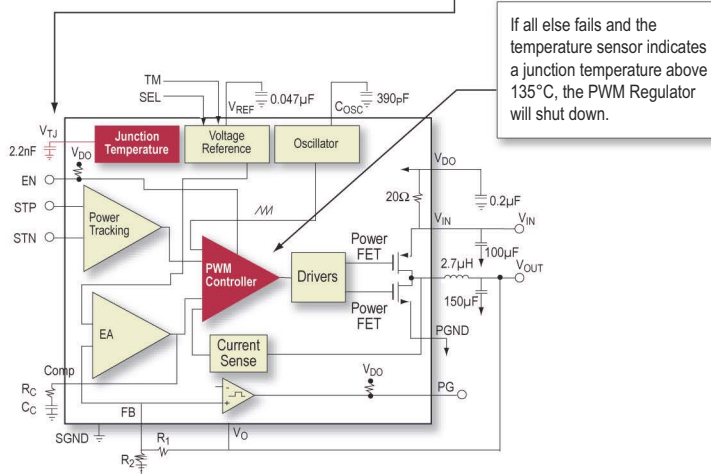 If all else fails and the
temperature sensor indicates
a junction temperature above
135°C, the PWM Regulator
will shut down.
TM
SEL
VREF
0.047µF
COSC
390PF
VTJ
2.2nF
Junction
Temperature
Voltage
Reference
Oscillator
VDO
EN
STP
STN
Power
Tracking
PWM
Controller
Drivers
Power
FET
Power
FET
20Ω
VDO
0.2µF
VIN
VIN
100µF
2.7µH
VOUT
150µF
PGND
EA
Current
Sense
Comp
RC
CC
- 
+
VDO
PG
FB
SGND
R1
R2
VO